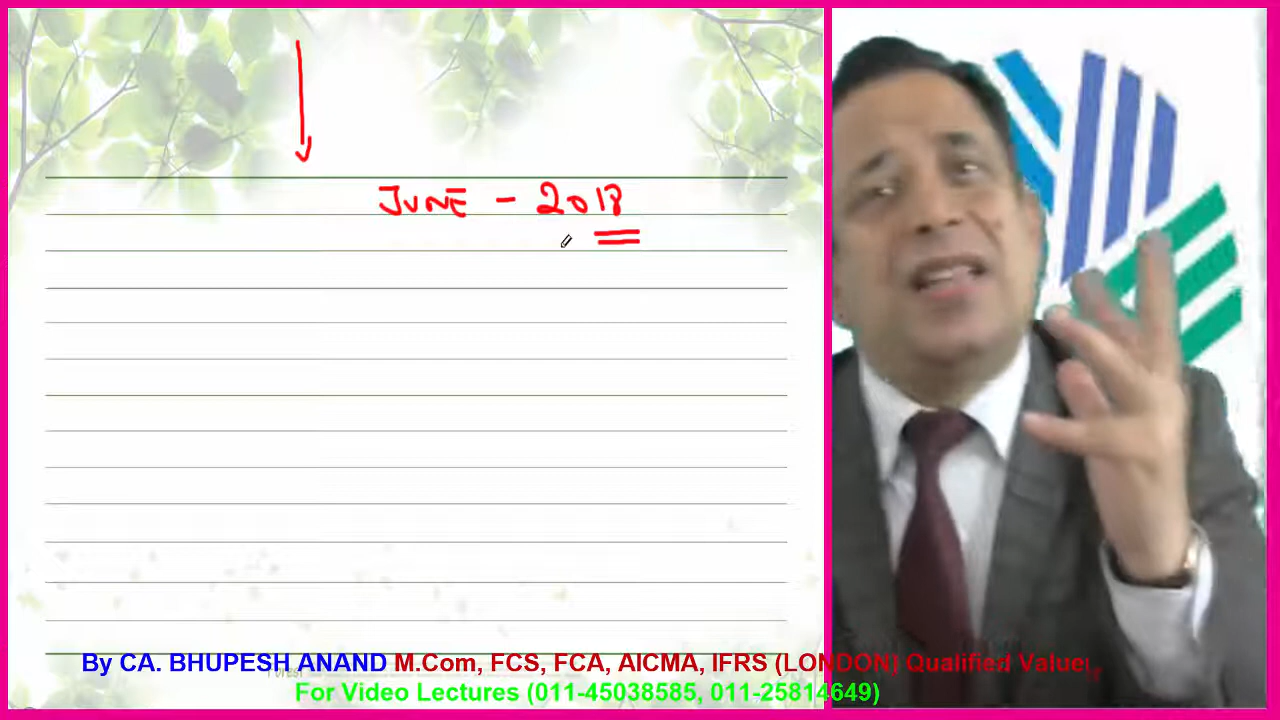 JUNE - 2018
By CA. BHUPESH ANAND M.Com, FCS, FCA, AICMA, IFRS (LONDON) Qualified Valuer
For Video Lectures (011-45038585, 011-25814649)